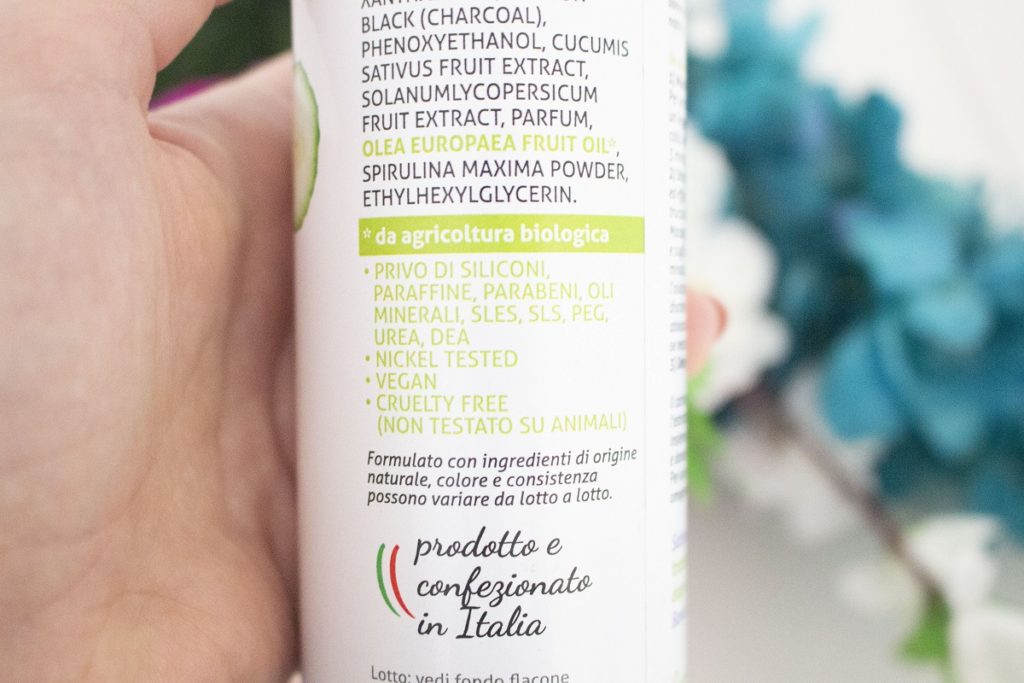 BLACK (CHARCOAL),
PHENOXYETHANOL, CUCUMIS
SATIVUS FRUIT EXTRACT,
SOLANUMLYCOPERSICUM
FRUIT EXTRACT, PARFUM,
OLEA EUROPAEA FRUIT OIL*,
SPIRULINA MAXIMA POWDER,
ETHYLHEXYLGLYCERIN.
* da agricoltura biologica
• PRIVO DI SILICONI,
PARAFFINE, PARABENI, OLI
MINERALI, SLES, SLS, PEG,
UREA, DEA
• NICKEL TESTED
• VEGAN
• CRUELTY FREE
(NON TESTATO SU ANIMALI)
Formulato con ingredienti di origine
naturale, colore e consistenza
possono variare da lotto a lotto.
prodotto e
confezionato
in Italia
Lotto: vedi fondo flacone